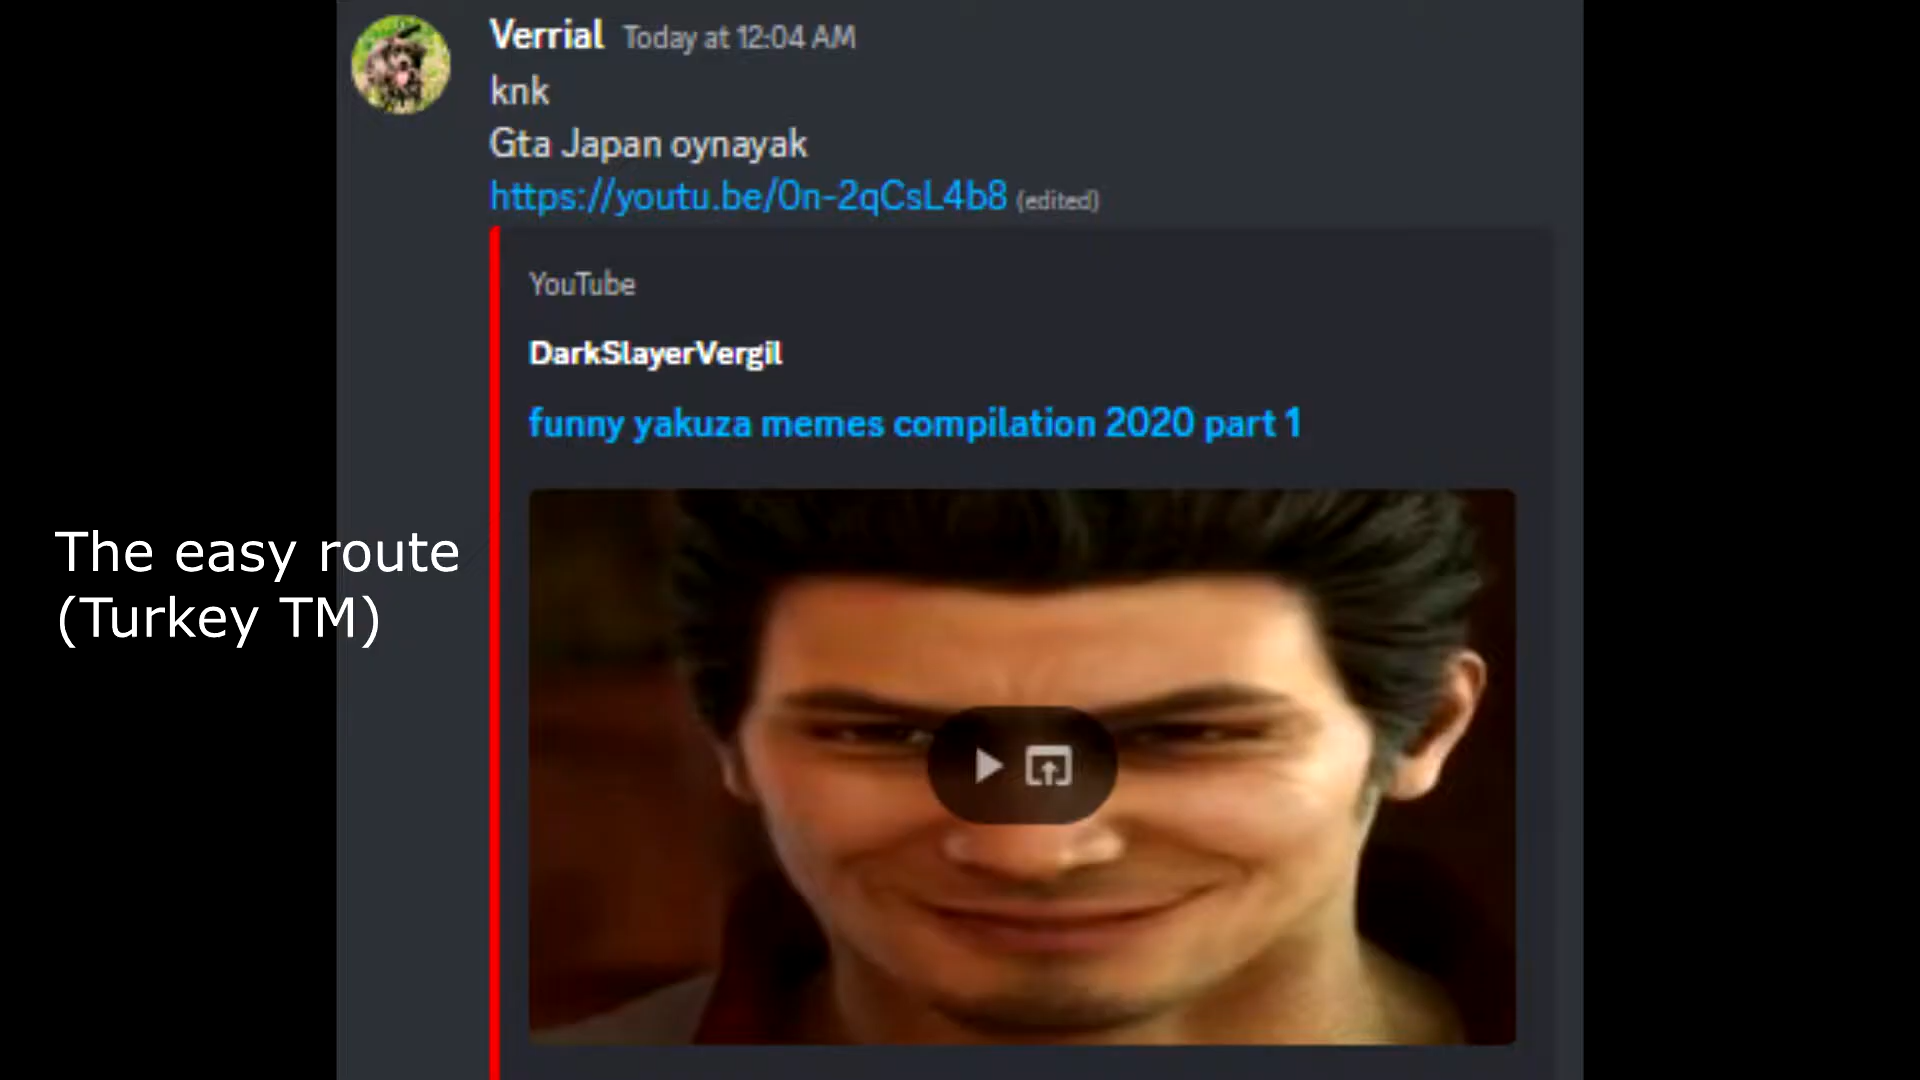 Verrial Today at 12:04 AM
knk
Gta Japan oynayak
https://youtu.be/0n-2qCsL4b8 (edited)
YouTube
DarkSlayerVergil
funny yakuza memes compilation 2020 part 1
The easy route
(Turkey TM)